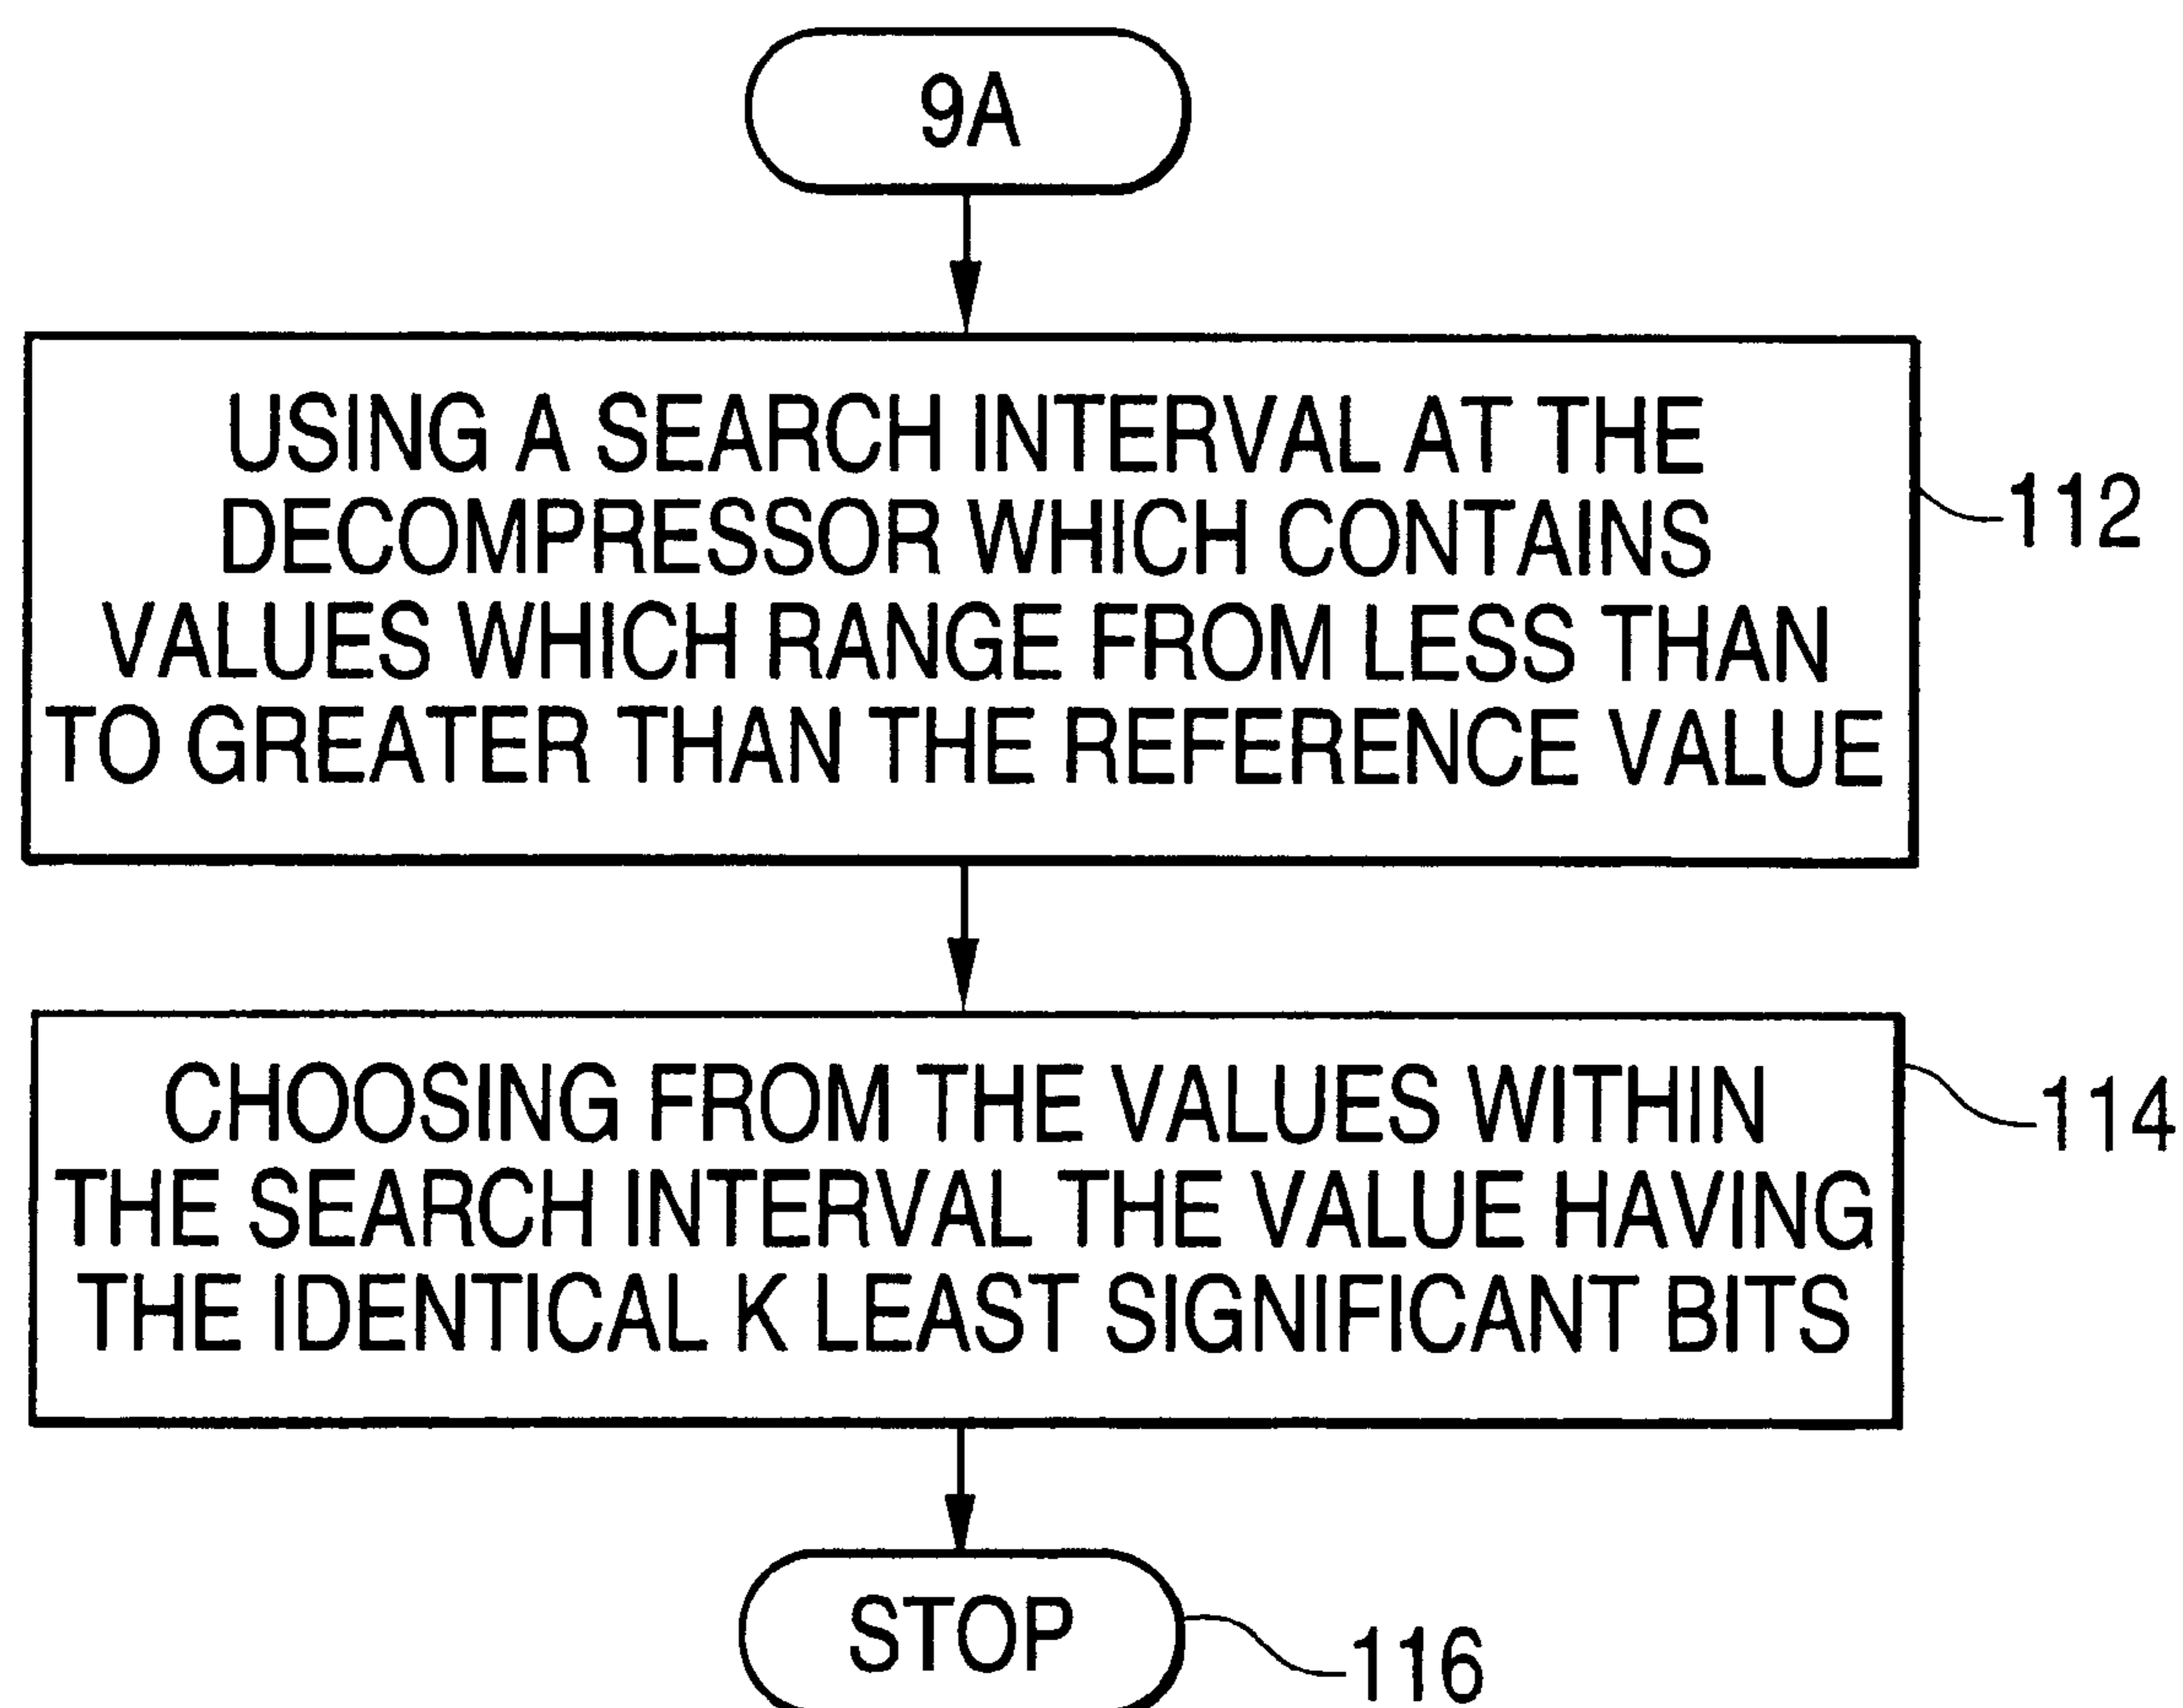 9A
USING A SEARCH INTERVAL AT THE
DECOMPRESSOR WHICH CONTAINS
VALUES WHICH RANGE FROM LESS THAN
TO GREATER THAN THE REFERENCE VALUE
112
CHOOSING FROM THE VALUES WITHIN
THE SEARCH INTERVAL THE VALUE HAVING
THE IDENTICAL K LEAST SIGNIFICANT BITS
114
STOP
116